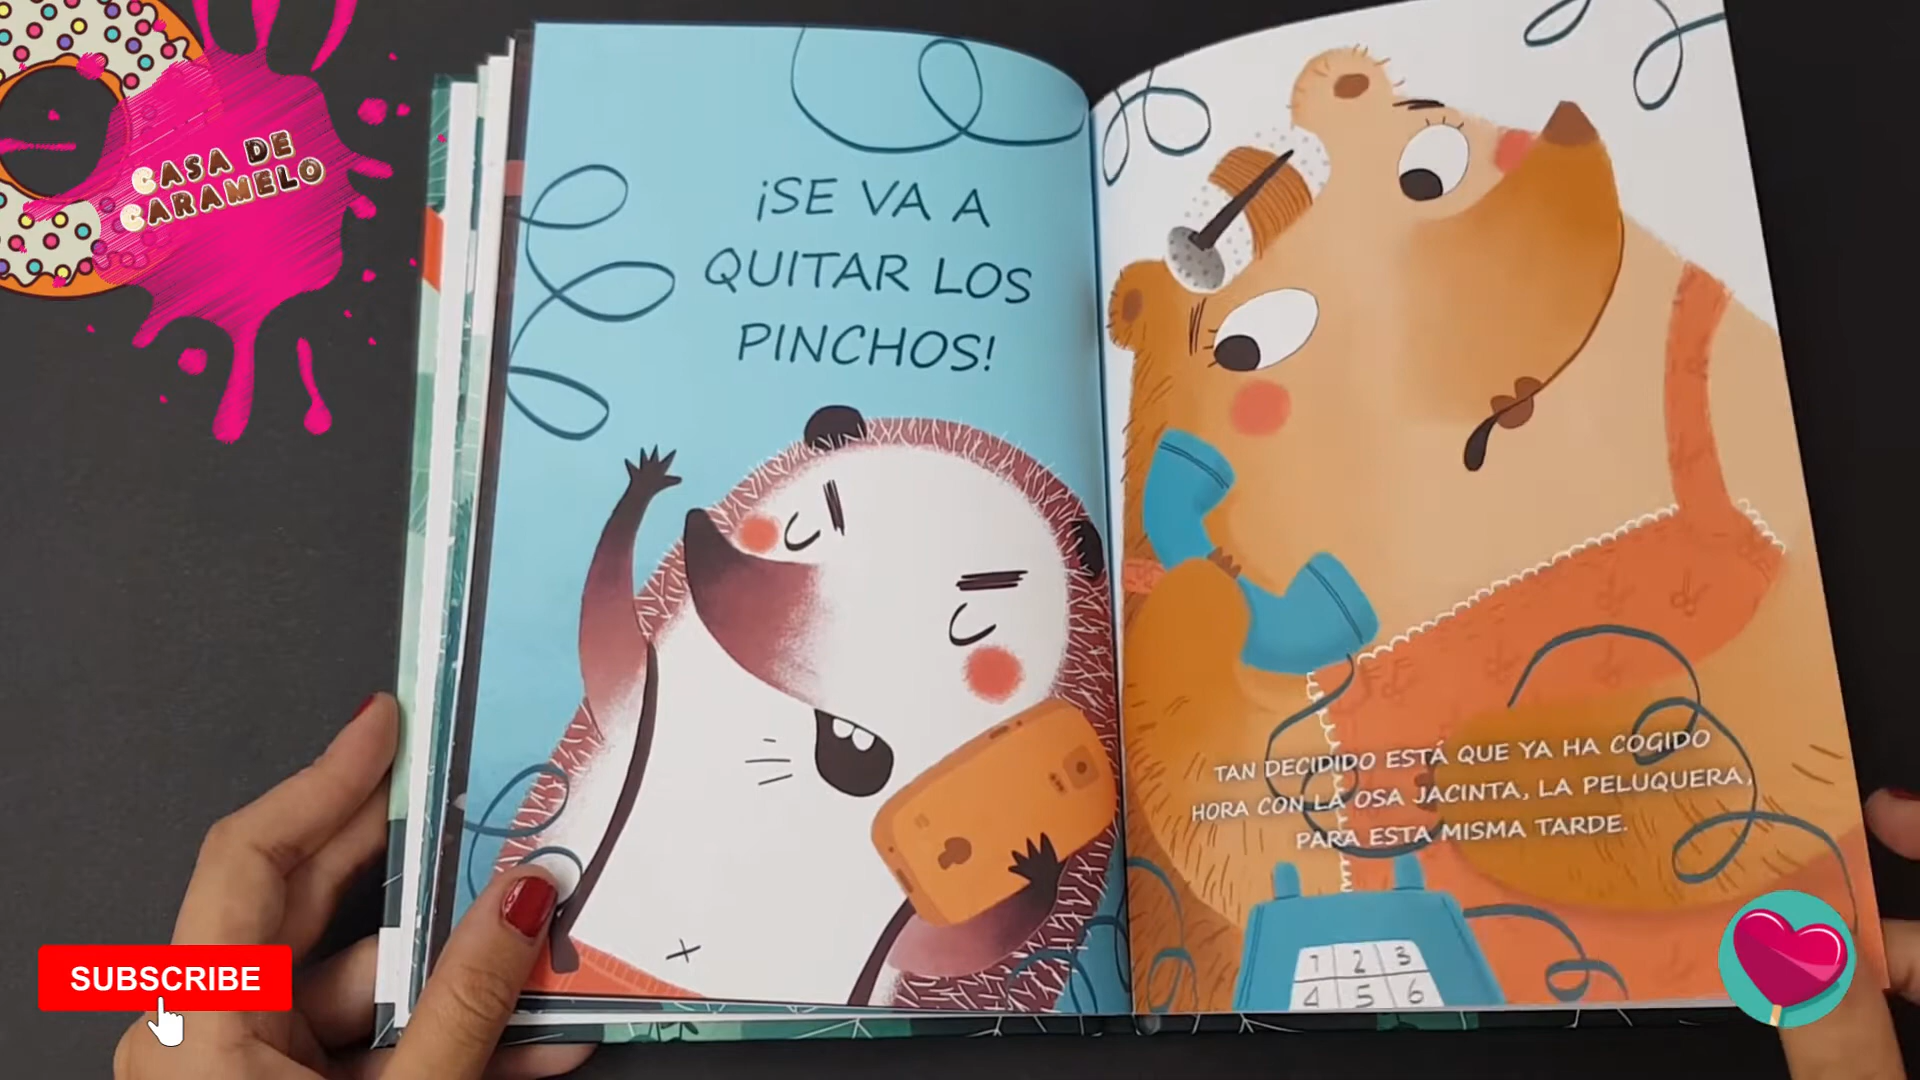 CASA DE
CARAMELO
¡SE VA A
QUITAR LOS
PINCHOS!
TAN DECIDIDO ESTÁ QUE YA HA COGIDO
HORA CON LA OSA JACINTA, LA PELUQUERA,
PARA ESTA MISMA TARDE.
1 2 3
4 5 6
SUBSCRIBE